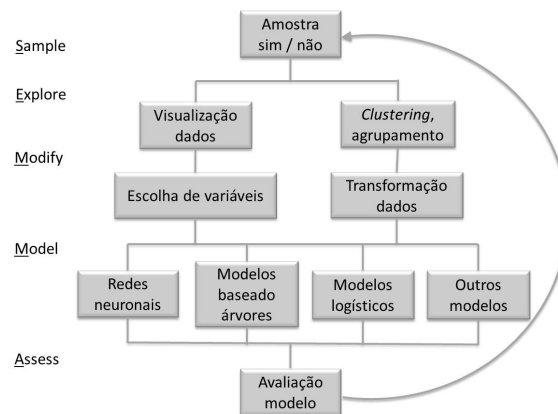 Sample
Amostra
sim / não
Explore
Visualização
dados
Clustering,
agrupamento
Modify
Escolha de variáveis
Transformação
dados
Model
Redes
neuronais
Modelos
baseado
árvores
Modelos
logísticos
Outros
modelos
Assess
Avaliação
modelo